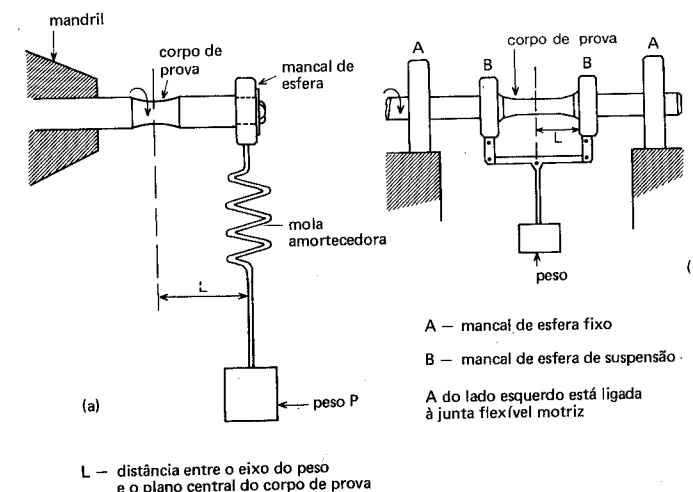 mandril
corpo de
prova
mancal de
esfera
mola
amortecedora
L
peso P
(a)
L — distância entre o eixo do peso
e o plano central do corpo de prova
A
B
corpo de prova
B
A
L
peso
(
A — mancal de esfera fixo
B — mancal de esfera de suspensão
A do lado esquerdo está ligada
à junta flexível motriz